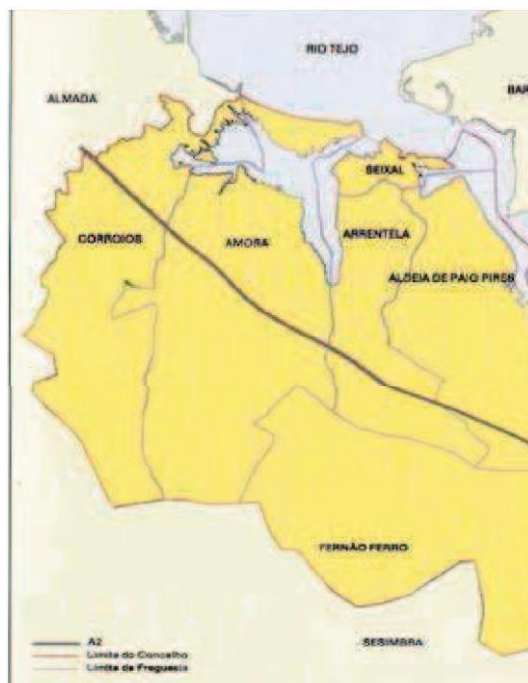 RIO TEJO
ALMADA
BAR
SEIXAL
CORROIOS
AMORA
ARRENTELA
ALDEIA DE PAIO PIRES
FERNÃO FERRO
SESIMBRA
A2
Limite do Concelho
Limite de Freguesia